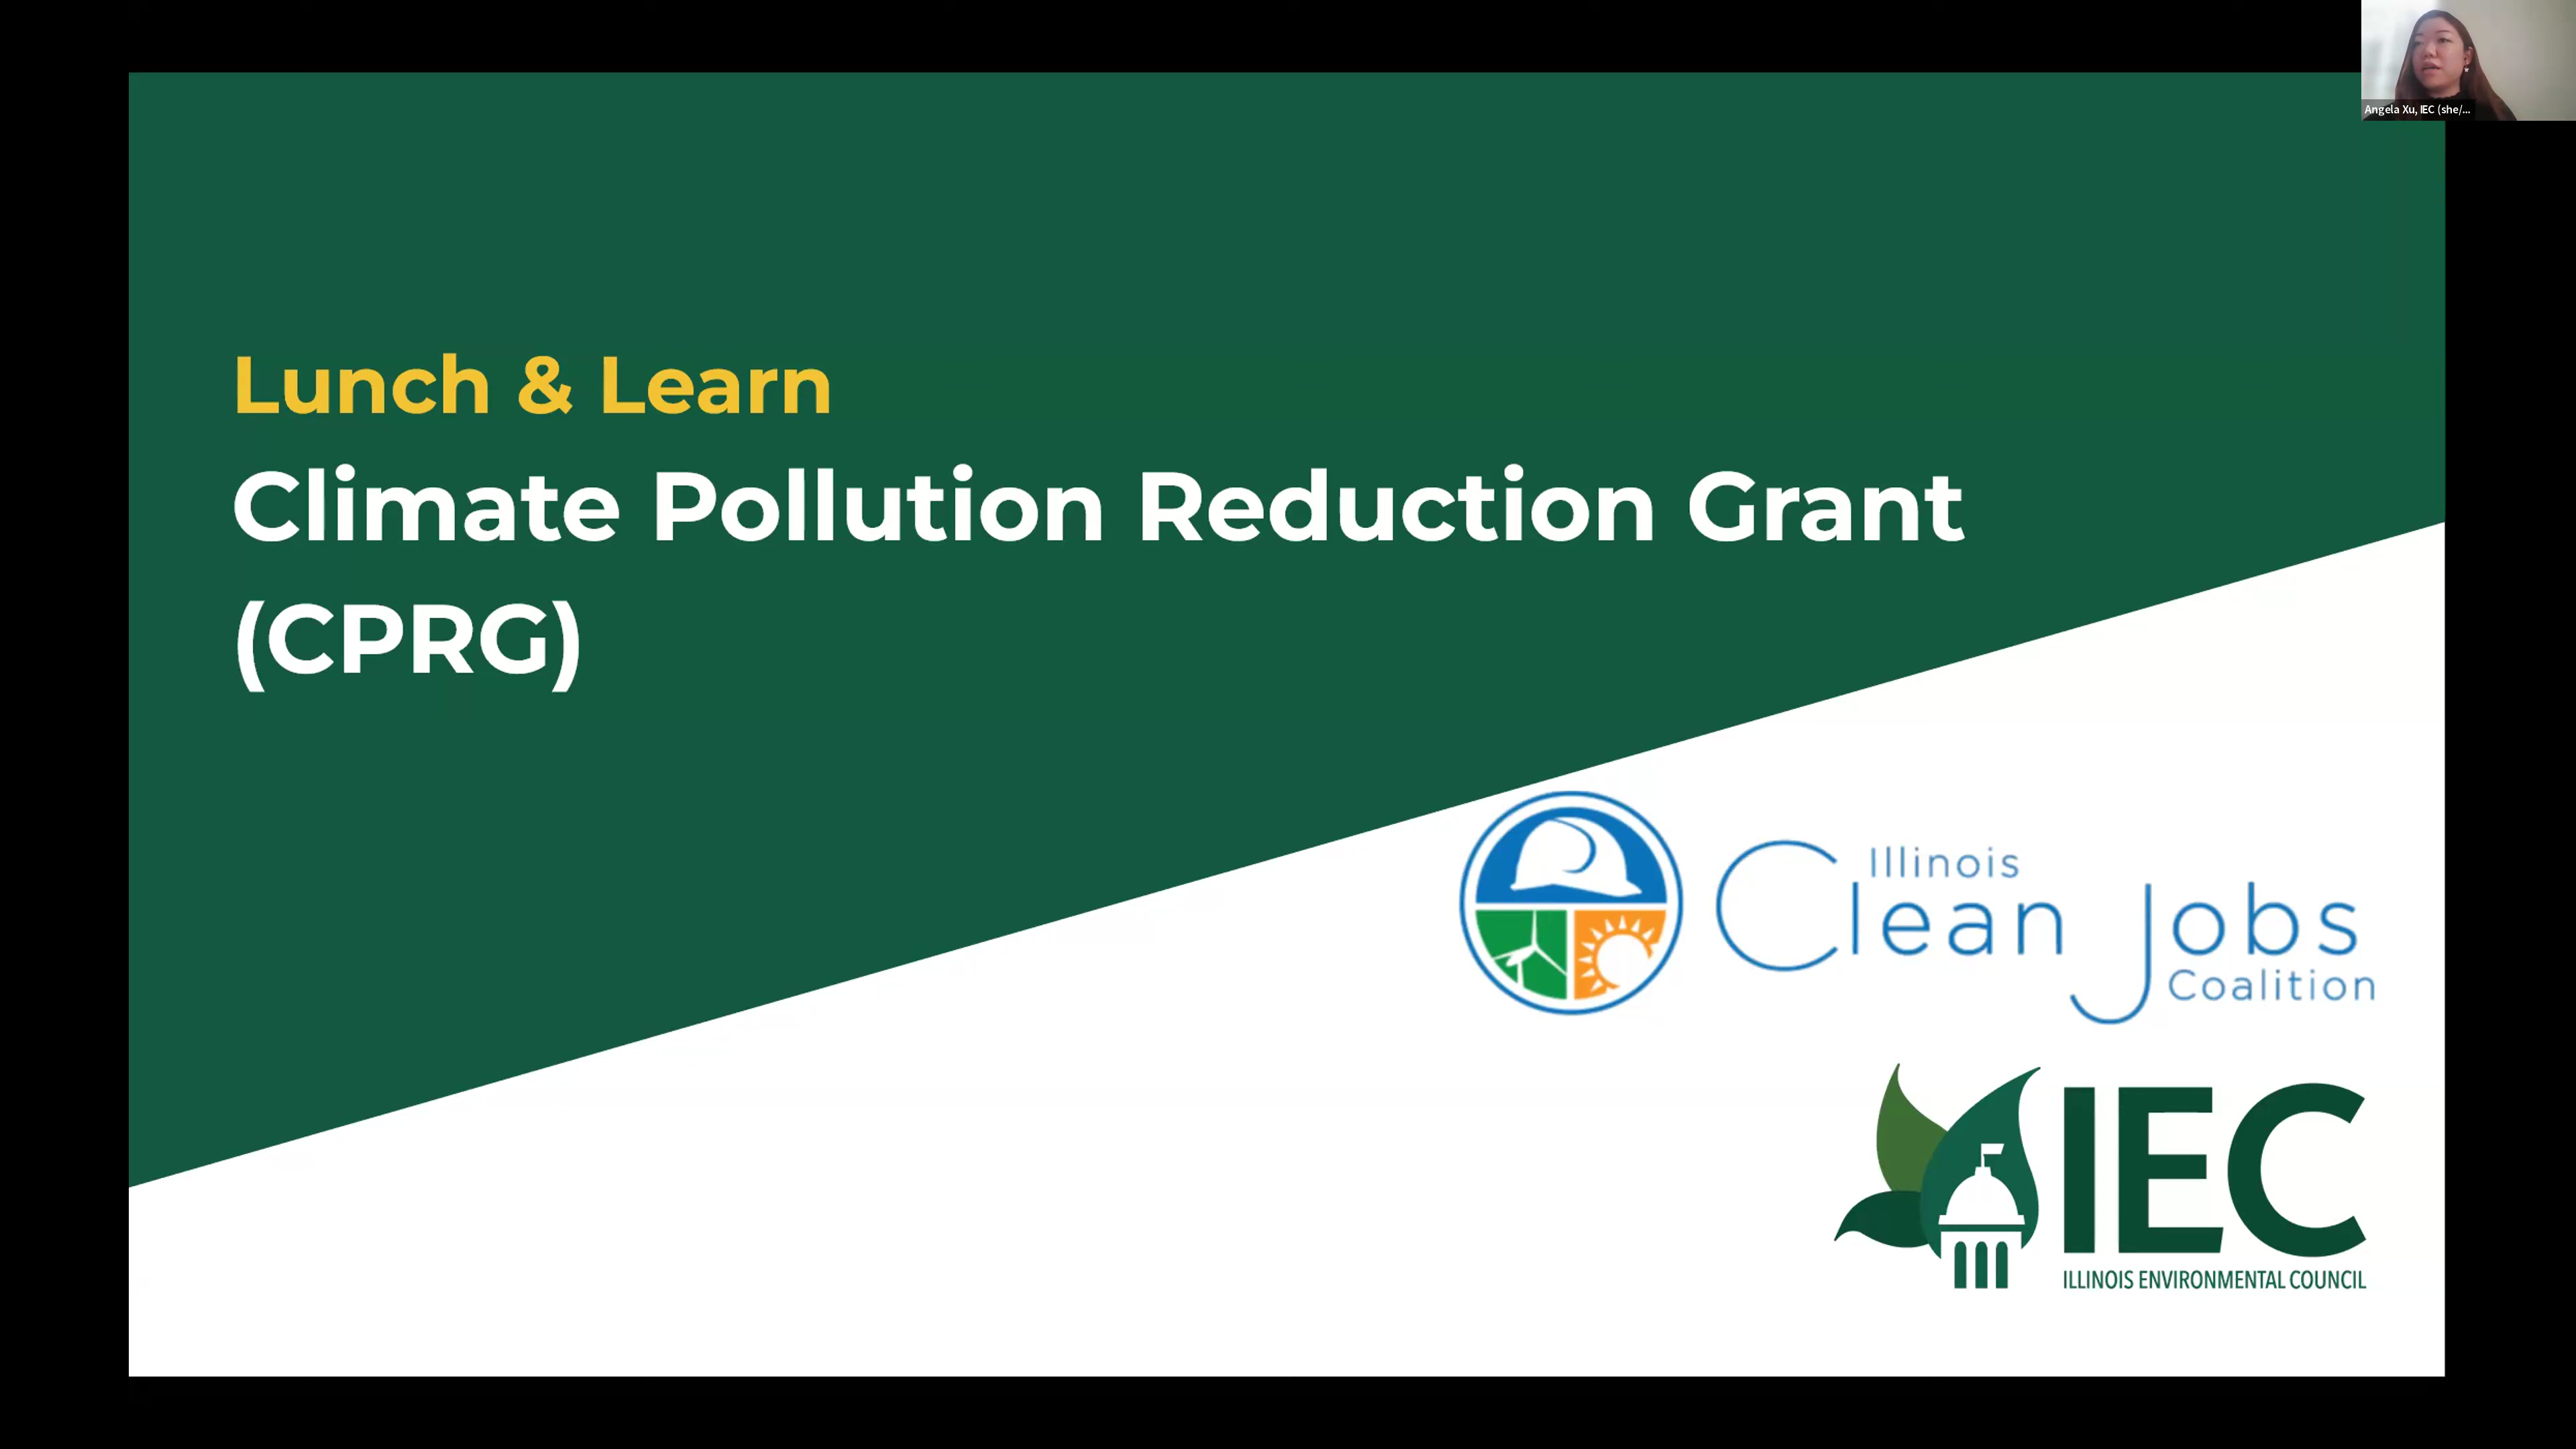 Angela Xu, IEC (she/...
Lunch & Learn
Climate Pollution Reduction Grant
(CPRG)
Illinois
Clean Jobs
Coalition
IEC
ILLINOIS ENVIRONMENTAL COUNCIL